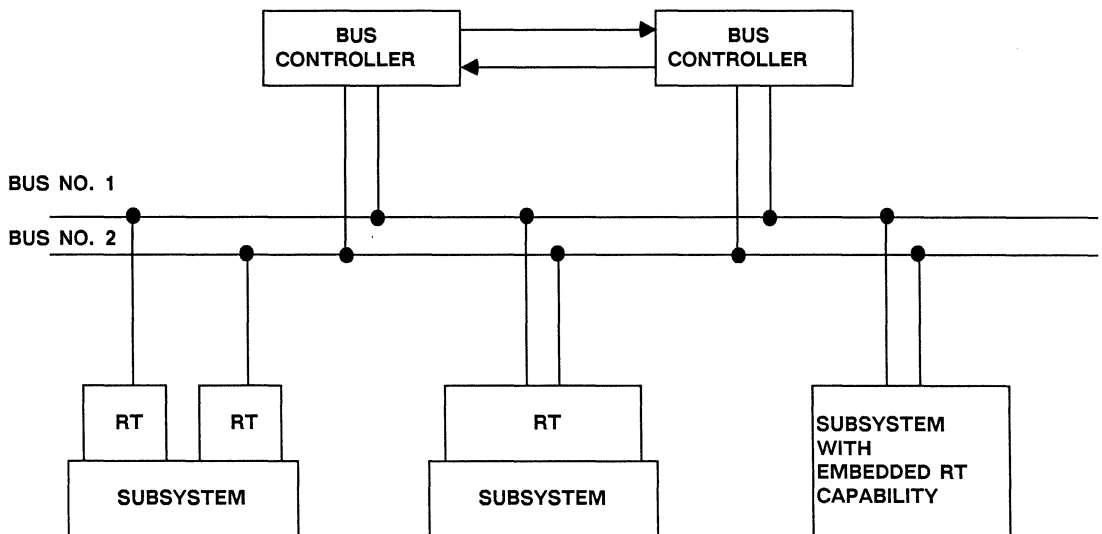 BUS
CONTROLLER
BUS
CONTROLLER
BUS NO. 1
BUS NO. 2
RT
RT
RT
SUBSYSTEM
SUBSYSTEM
SUBSYSTEM
WITH
EMBEDDED RT
CAPABILITY